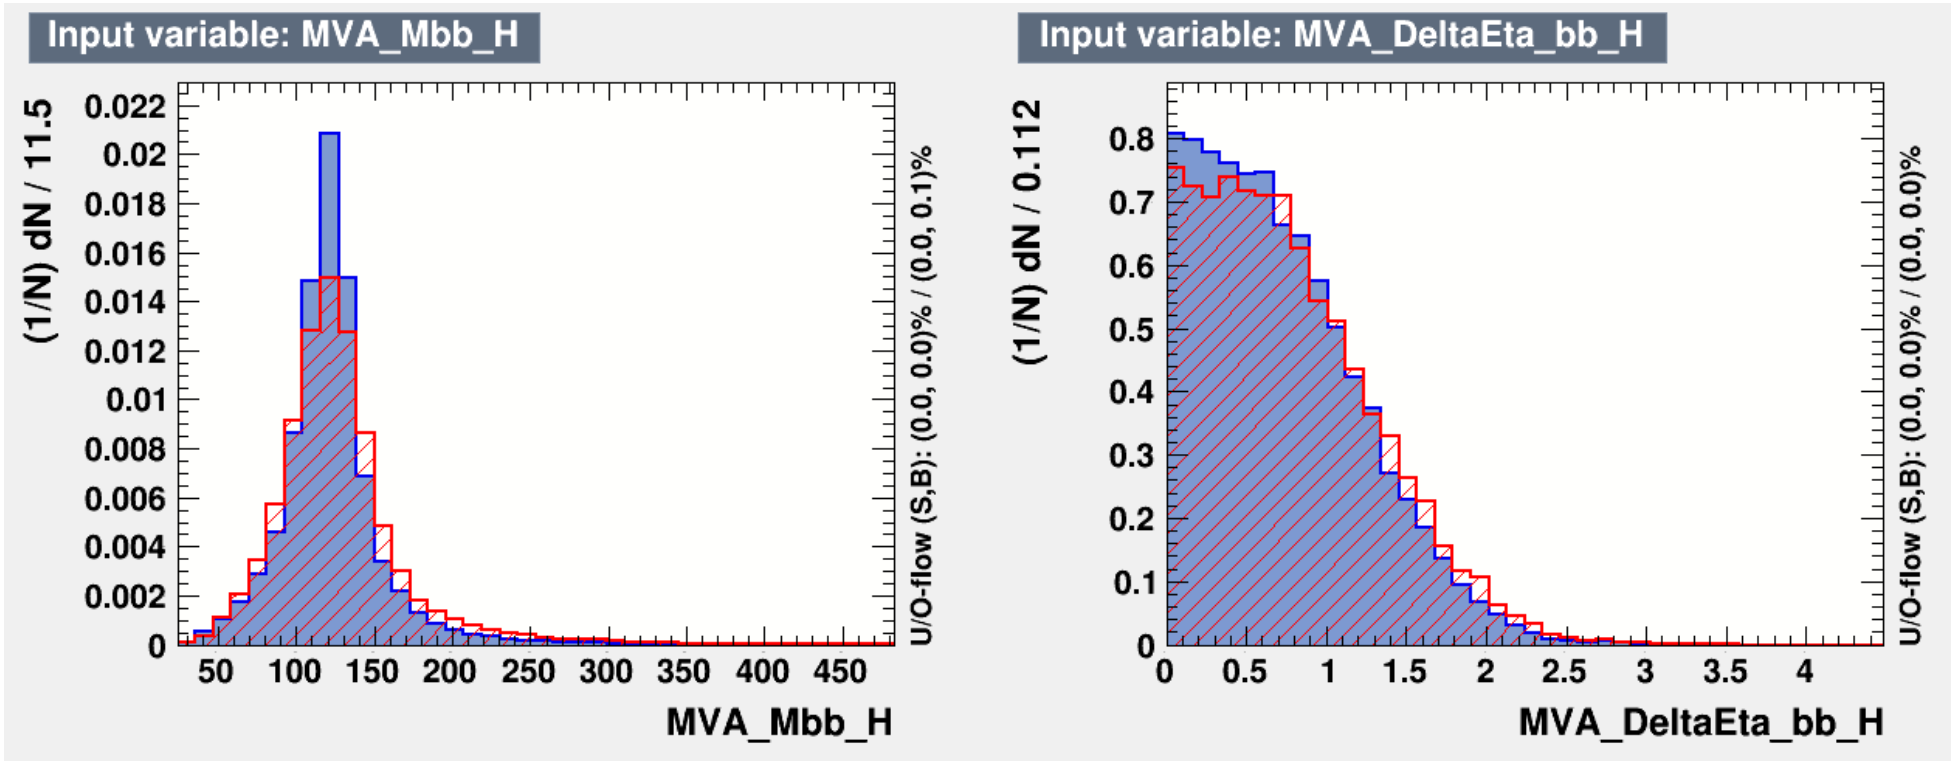 Input variable: MVA_Mbb_H
(1/N) dN / 11.5
0.022
0.02
0.018
0.016
0.014
0.012
0.01
0.008
0.006
0.004
0.002
0
50 100 150 200 250 300 350 400 450
MVA_Mbb_H
U/O-flow (S,B): (0.0, 0.0)% / (0.0, 0.1)%
Input variable: MVA_DeltaEta_bb_H
(1/N) dN / 0.112
0.8
0.7
0.6
0.5
0.4
0.3
0.2
0.1
0
0 0.5 1 1.5 2 2.5 3 3.5 4
MVA_DeltaEta_bb_H
U/O-flow (S,B): (0.0, 0.0)% / (0.0, 0.0)%